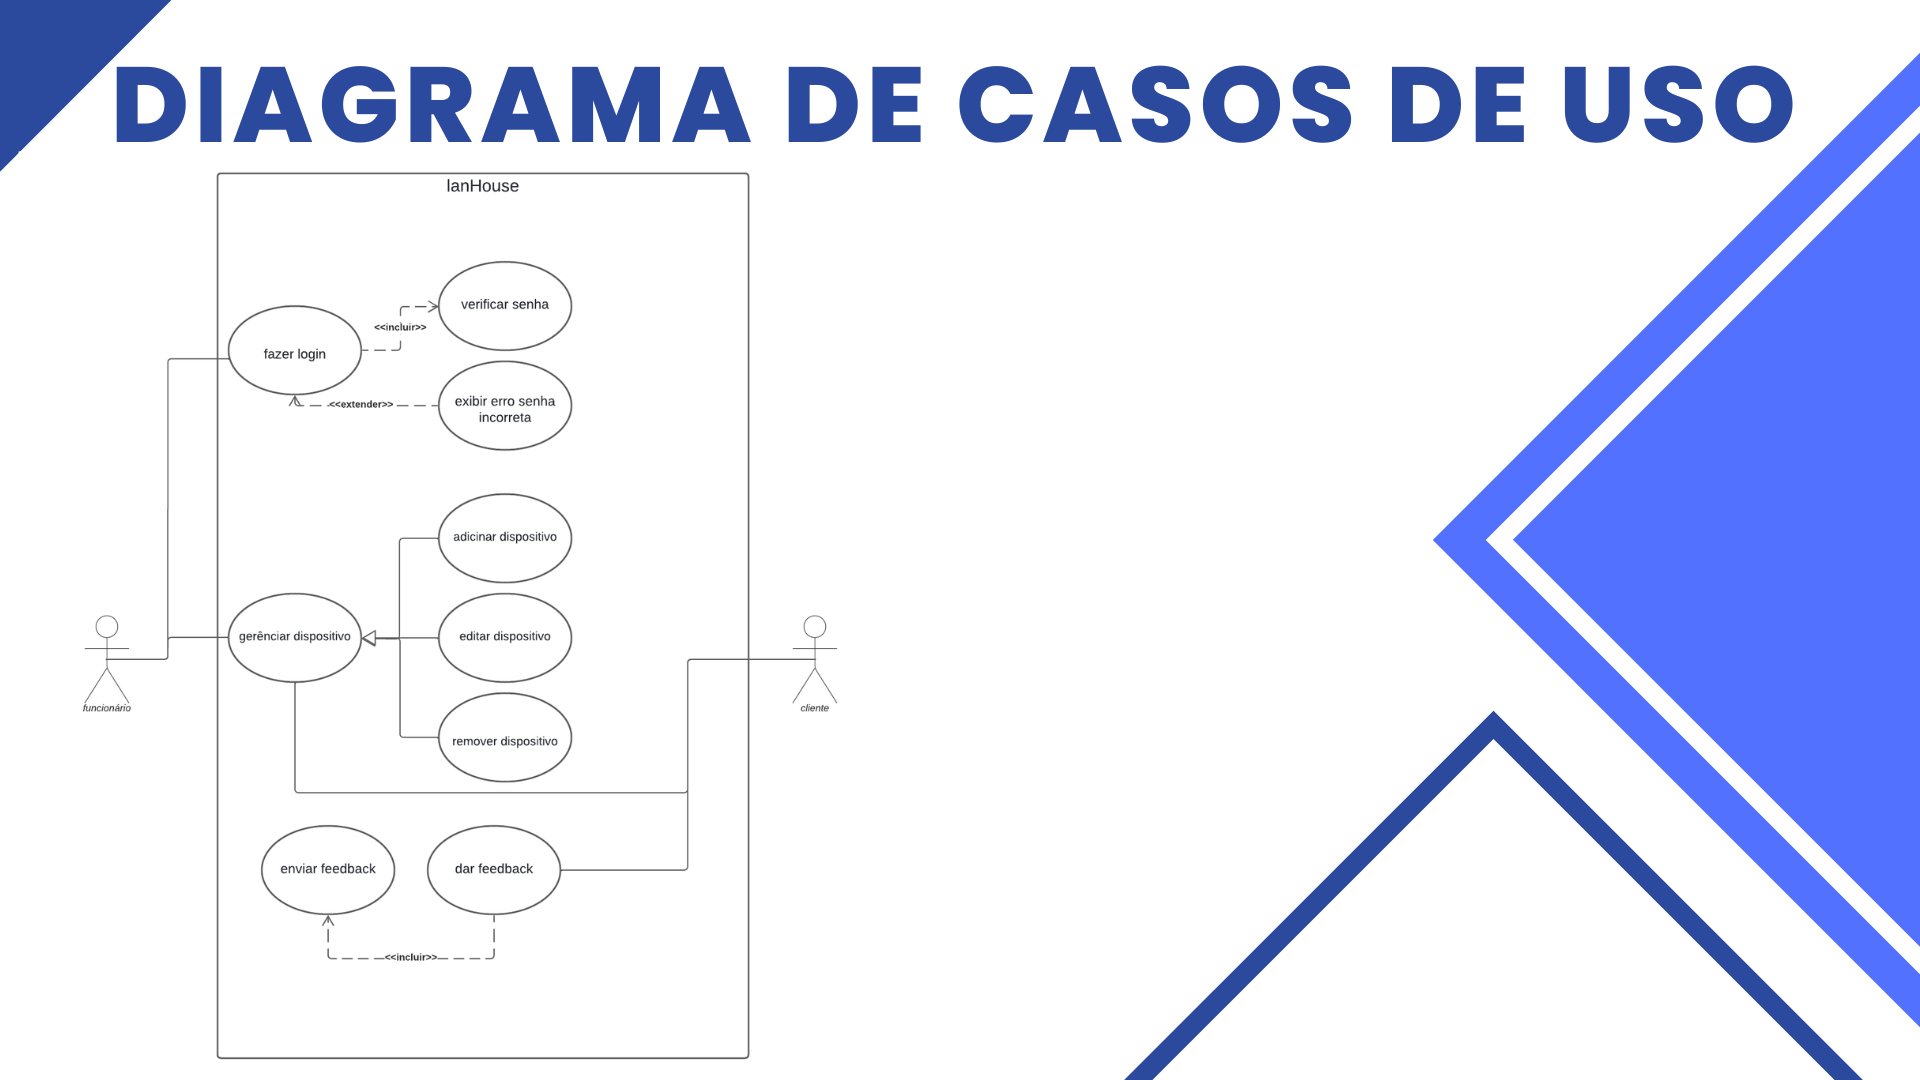 DIAGRAMA DE CASOS DE USO
lanHouse
verificar senha
<<incluir>>
fazer login
<<extender>>
exibir erro senha
incorreta
adicinar dispositivo
gerênciar dispositivo
editar dispositivo
funcionário
cliente
remover dispositivo
enviar feedback
dar feedback
<<incluir>>